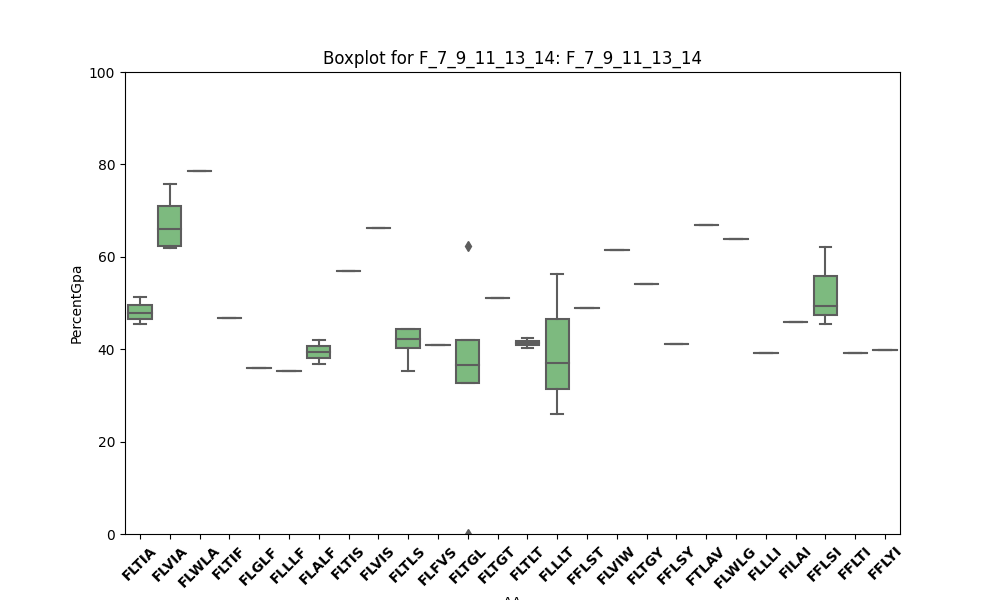 Boxplot for F_7_9_11_13_14: F_7_9_11_13_14
PercentGpa
100
80
60
40
20
0
FLTIA
FLVIA
FLWLA
FLTIF
FLGLF
FLLLF
FLALF
FLTIS
FLVIS
FLTLS
FLFVS
FLTGL
FLTGT
FLTLT
FLLLT
FFLST
FLVIW
FLTGY
FFLSY
FTLAV
FLWLG
FLLLI
FILAI
FFLSI
FFLTI
FFLYI